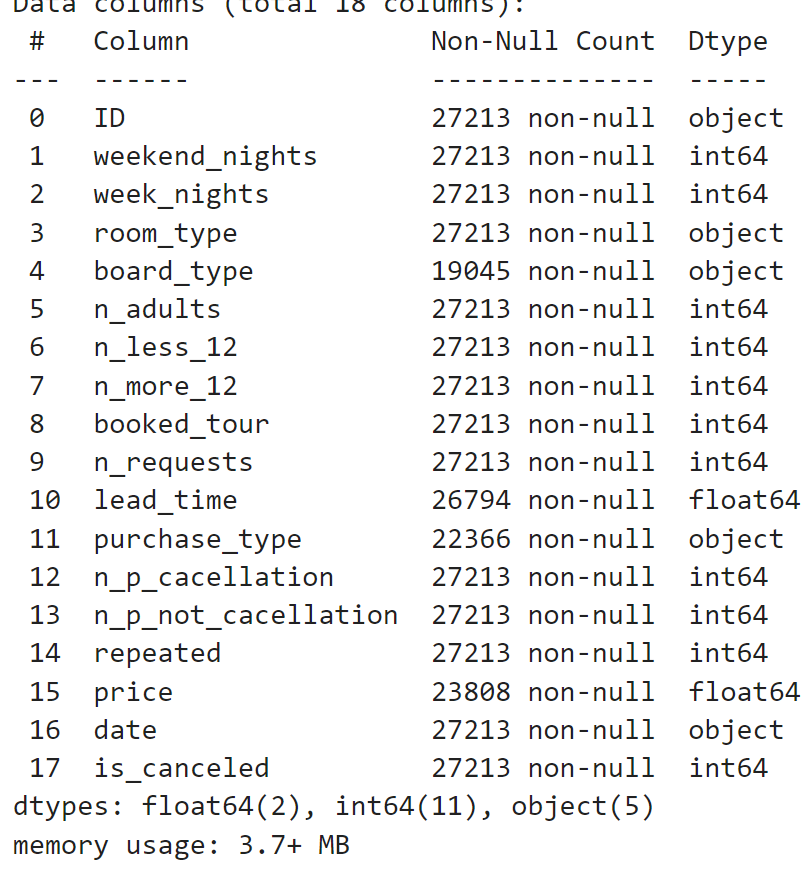 Data columns (total 18 columns):
 #   Column               Non-Null Count  Dtype
---  ------               --------------  -----
 0   ID                   27213 non-null  object
 1   weekend_nights       27213 non-null  int64
 2   week_nights          27213 non-null  int64
 3   room_type            27213 non-null  object
 4   board_type           19045 non-null  object
 5   n_adults             27213 non-null  int64
 6   n_less_12            27213 non-null  int64
 7   n_more_12            27213 non-null  int64
 8   booked_tour          27213 non-null  int64
 9   n_requests           27213 non-null  int64
 10  lead_time            26794 non-null  float64
 11  purchase_type        22366 non-null  object
 12  n_p_cacellation      27213 non-null  int64
 13  n_p_not_cacellation  27213 non-null  int64
 14  repeated             27213 non-null  int64
 15  price                23808 non-null  float64
 16  date                 27213 non-null  object
 17  is_canceled          27213 non-null  int64
dtypes: float64(2), int64(11), object(5)
memory usage: 3.7+ MB